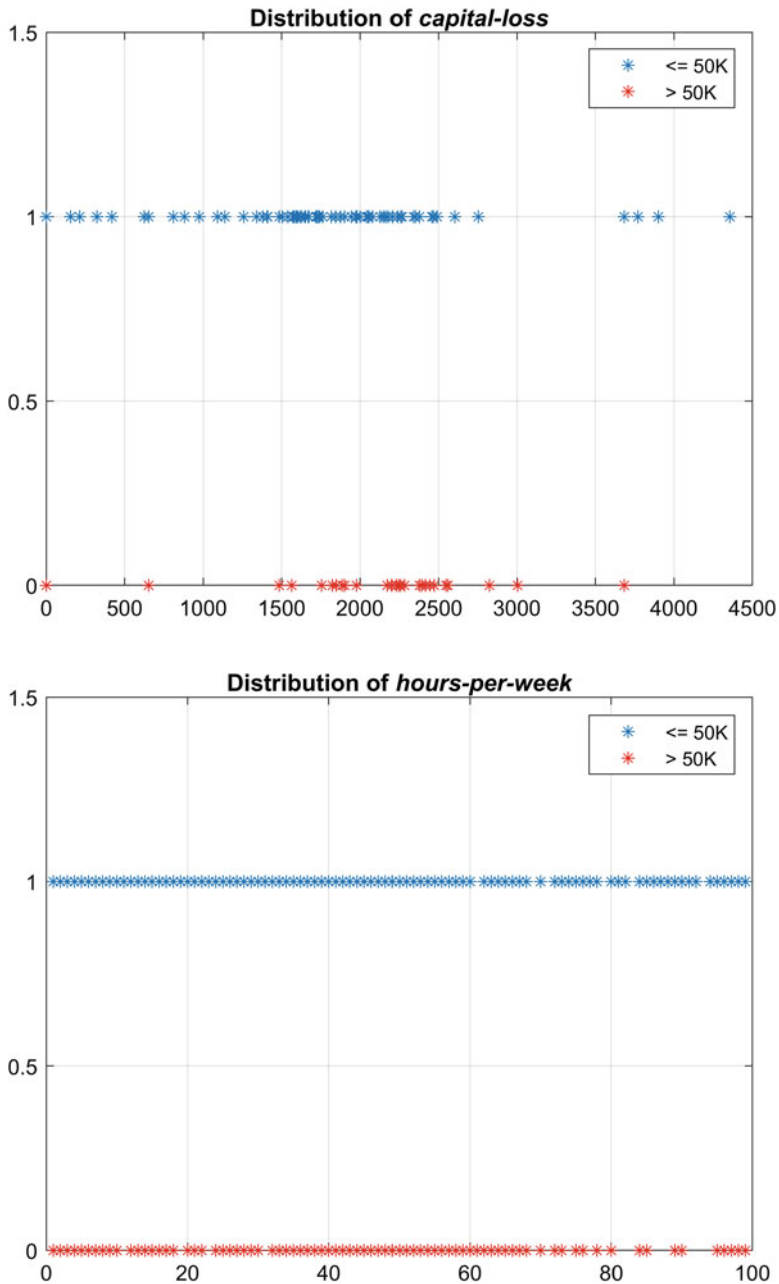 Distribution of capital-loss
1.5
<= 50K
> 50K
1
0.5
0
0 500 1000 1500 2000 2500 3000 3500 4000 4500
Distribution of hours-per-week
1.5
<= 50K
> 50K
1
0.5
0
0 20 40 60 80 100